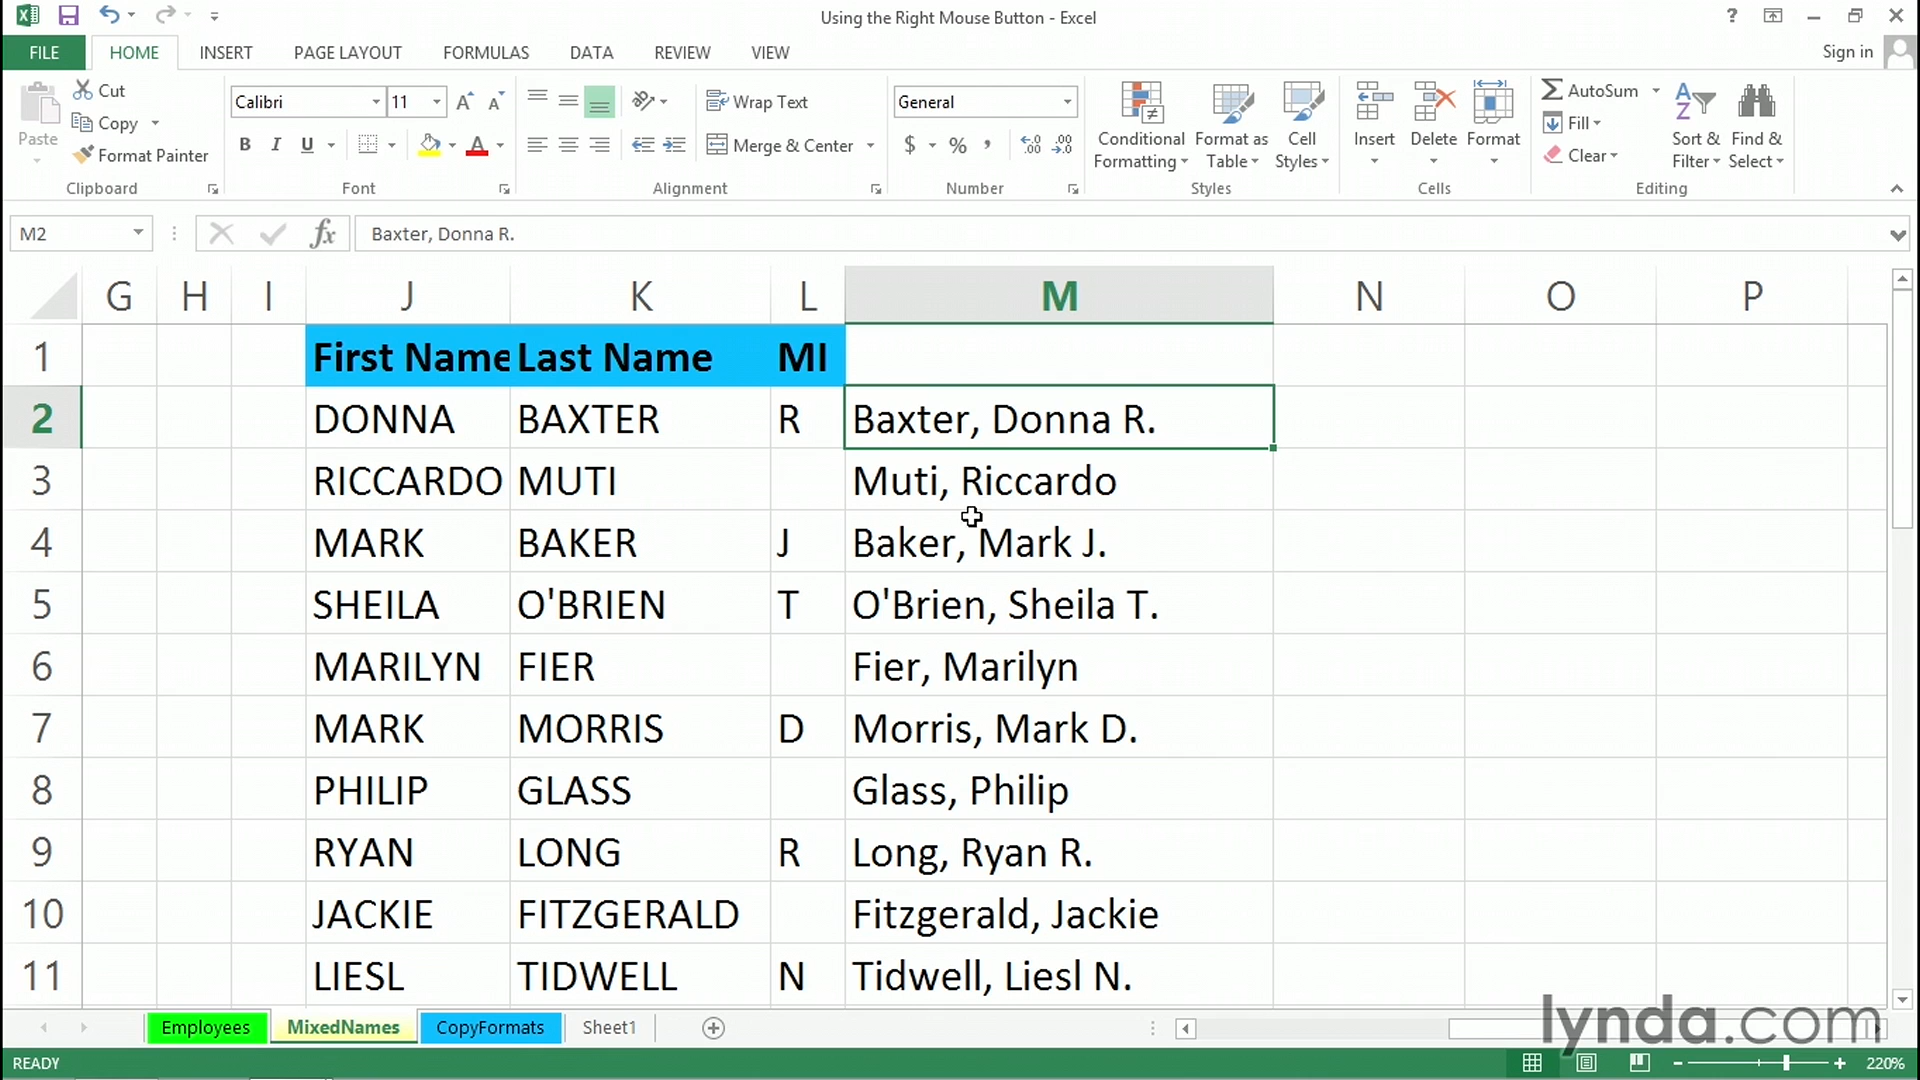 Using the Right Mouse Button - Excel
FILE HOME INSERT PAGE LAYOUT FORMULAS DATA REVIEW VIEW Sign in
Cut
Copy
Format Painter
Paste
Clipboard
Calibri 11
B I U A
Font
Wrap Text
Merge & Center
Alignment
General
$ % , .00
Number
Conditional Formatting
Format as Table
Cell Styles
Styles
Insert Delete Format
Cells
AutoSum
Fill
Clear
Sort & Filter
Find & Select
Editing
M2 fx Baxter, Donna R.
G H I J K L M N O P
1 First Name Last Name MI
2 DONNA BAXTER R Baxter, Donna R.
3 RICCARDO MUTI Muti, Riccardo
4 MARK BAKER J Baker, Mark J.
5 SHEILA O'BRIEN T O'Brien, Sheila T.
6 MARILYN FIER Fier, Marilyn
7 MARK MORRIS D Morris, Mark D.
8 PHILIP GLASS Glass, Philip
9 RYAN LONG R Long, Ryan R.
10 JACKIE FITZGERALD Fitzgerald, Jackie
11 LIESL TIDWELL N Tidwell, Liesl N.
Employees MixedNames CopyFormats Sheet1
lynda.com
READY 220%